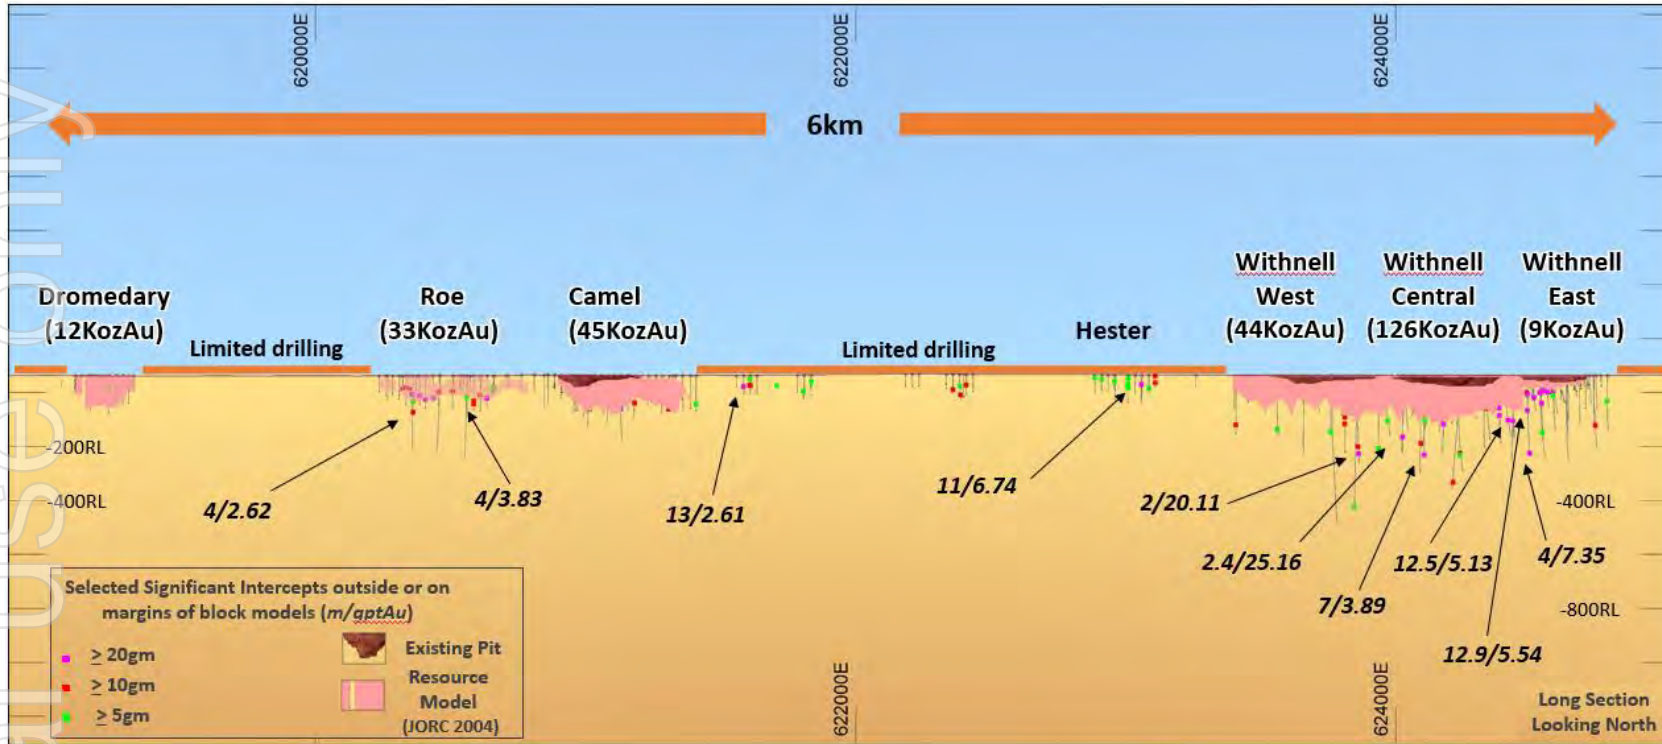 620000E
622000E
624000E
6km
Dromedary
(12KozAu)
Limited drilling
Roe
(33KozAu)
Camel
(45KozAu)
Limited drilling
Hester
Withnell
West
(44KozAu)
Withnell
Central
(126KozAu)
Withnell
East
(9KozAu)
-200RL
-400RL
-400RL
-800RL
4/2.62
4/3.83
13/2.61
11/6.74
2/20.11
2.4/25.16
7/3.89
12.5/5.13
12.9/5.54
4/7.35
Selected Significant Intercepts outside or on
margins of block models (m/gptAu)
≥ 20gm
≥ 10gm
≥ 5gm
Existing Pit
Resource
Model
(JORC 2004)
622000E
624000E
Long Section
Looking North
al use only